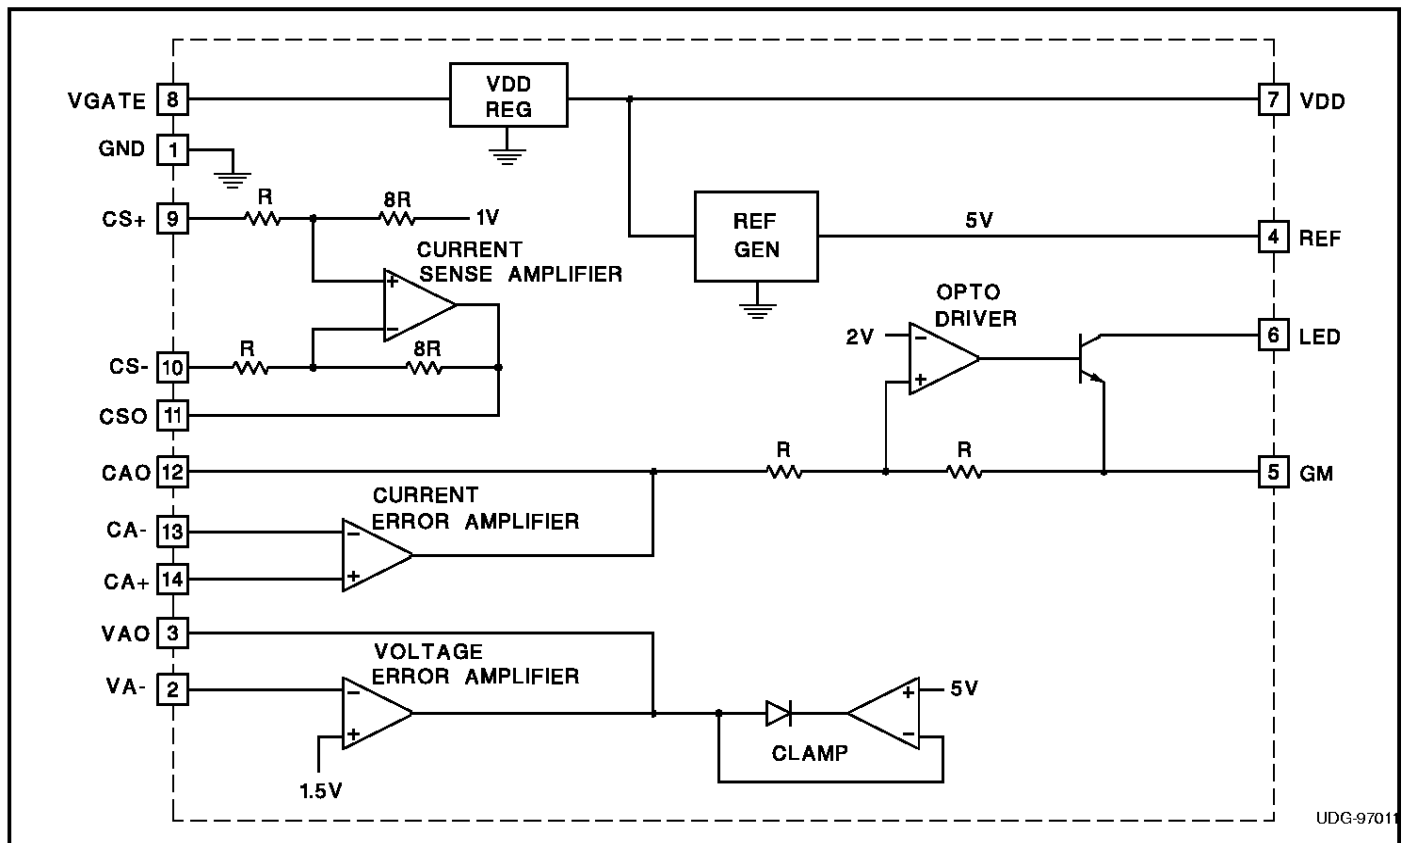 VGATE 8
VDD
REG
7 VDD
GND 1
CS+ 9
R
8R
1V
CURRENT
SENSE AMPLIFIER
+
−
REF
GEN
5V
4 REF
CS- 10
R
8R
CSO 11
OPTO
DRIVER
2V
−
+
6 LED
CAO 12
R
R
5 GM
CURRENT
ERROR AMPLIFIER
CA- 13
−
CA+ 14
+
VAO 3
VOLTAGE
ERROR AMPLIFIER
VA- 2
−
+
1.5V
+
5V
−
CLAMP
UDG-97011